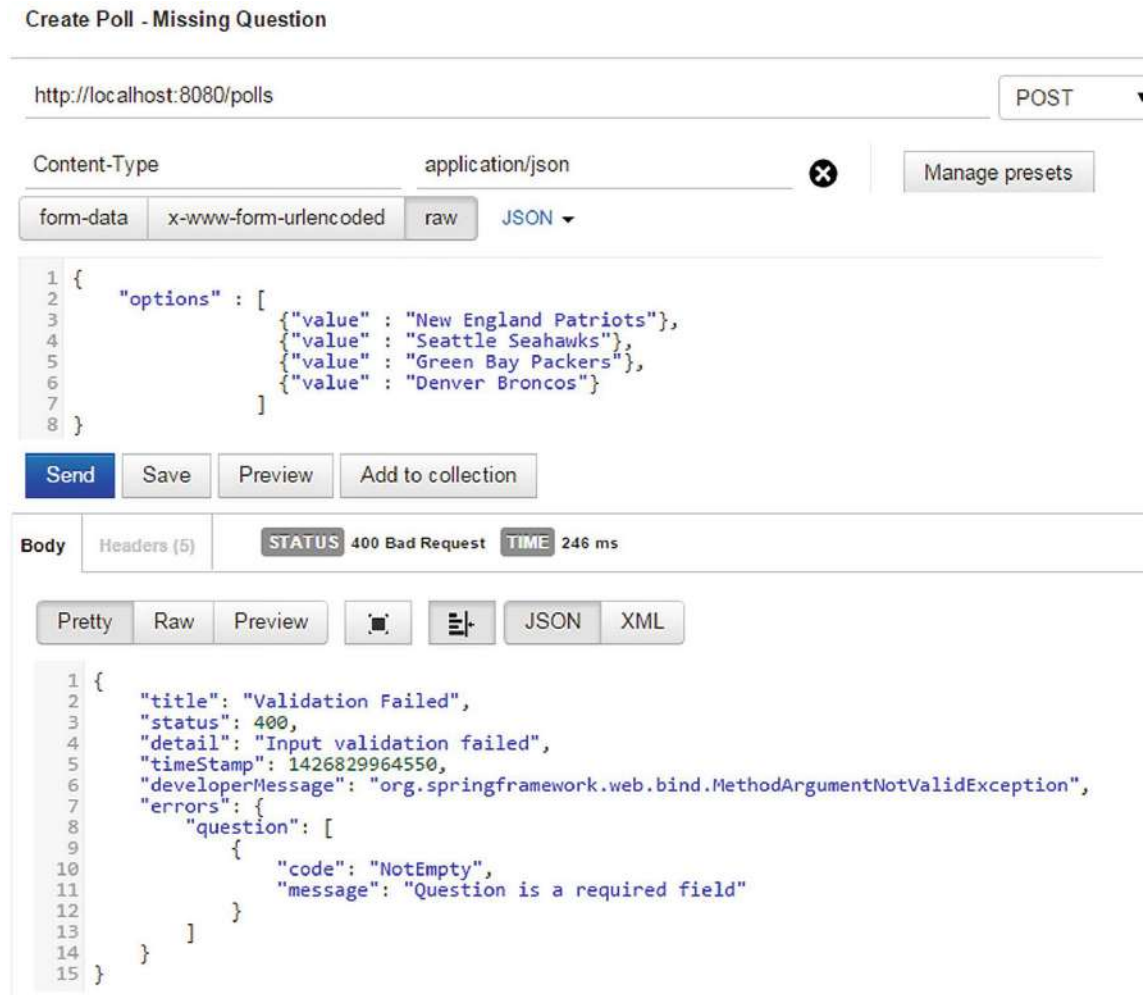 Create Poll - Missing Question
http://localhost:8080/polls POST
Content-Type application/json Manage presets
form-data x-www-form-urlencoded raw JSON
1 {
2 "options" : [
3 {"value" : "New England Patriots"},
4 {"value" : "Seattle Seahawks"},
5 {"value" : "Green Bay Packers"},
6 {"value" : "Denver Broncos"}
7 ]
8 }
Send Save Preview Add to collection
Body Headers (5) STATUS 400 Bad Request TIME 246 ms
Pretty Raw Preview JSON XML
1 {
2 "title": "Validation Failed",
3 "status": 400,
4 "detail": "Input validation failed",
5 "timeStamp": 1426829964550,
6 "developerMessage": "org.springframework.web.bind.MethodArgumentNotValidException",
7 "errors": {
8 "question": [
9 {
10 "code": "NotEmpty",
11 "message": "Question is a required field"
12 }
13 ]
14 }
15 }